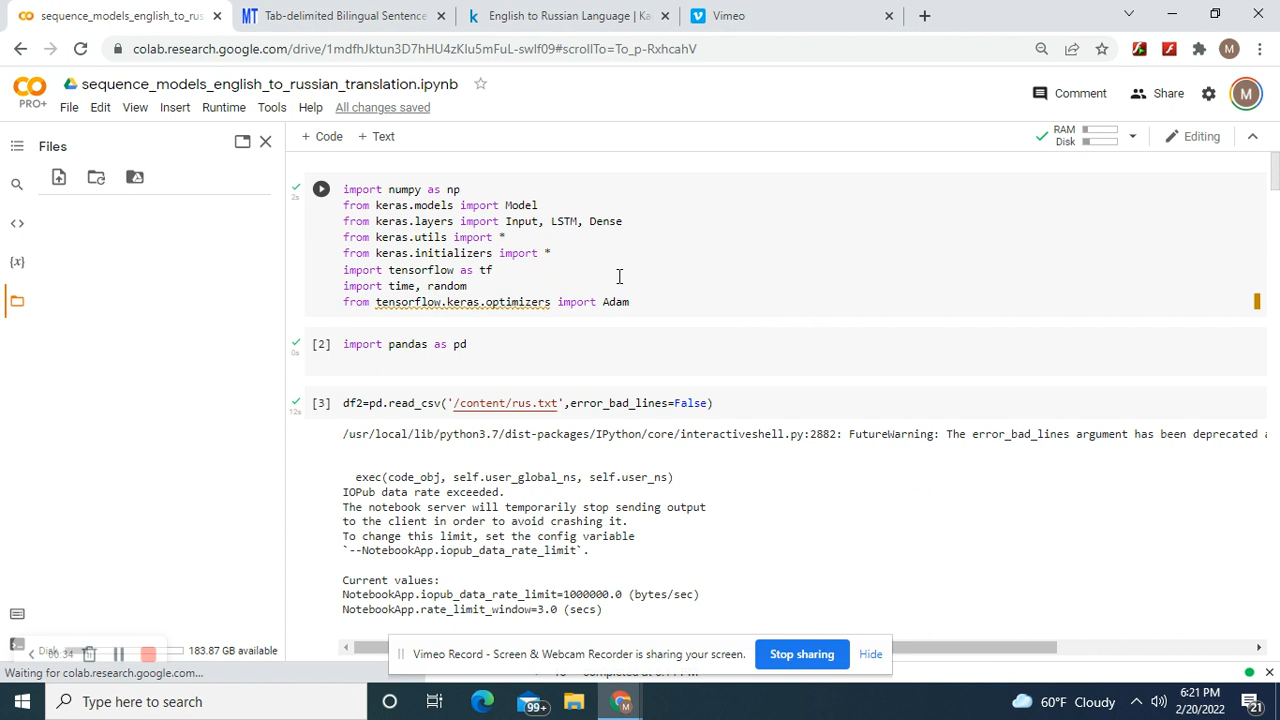 sequence_models_english_to_rus
Tab-delimited Bilingual Sentence
English to Russian Language | Ka
Vimeo
colab.research.google.com/drive/1mdfhJktun3D7hHU4zKlu5mFuL-swlf09#scrollTo=To_p-RxhcahV
M
PRO+
sequence_models_english_to_russian_translation.ipynb
File Edit View Insert Runtime Tools Help All changes saved
Comment Share M
Files
+ Code + Text
RAM
Disk
Editing
2s
import numpy as np
from keras.models import Model
from keras.layers import Input, LSTM, Dense
from keras.utils import *
from keras.initializers import *
import tensorflow as tf
import time, random
from tensorflow.keras.optimizers import Adam
0s
[2] import pandas as pd
12s
[3] df2=pd.read_csv('/content/rus.txt',error_bad_lines=False)
/usr/local/lib/python3.7/dist-packages/IPython/core/interactiveshell.py:2882: FutureWarning: The error_bad_lines argument has been deprecated
exec(code_obj, self.user_global_ns, self.user_ns)
IOPub data rate exceeded.
The notebook server will temporarily stop sending output
to the client in order to avoid crashing it.
To change this limit, set the config variable
`--NotebookApp.iopub_data_rate_limit`.
Current values:
NotebookApp.iopub_data_rate_limit=1000000.0 (bytes/sec)
NotebookApp.rate_limit_window=3.0 (secs)
Disk
00:34
183.87 GB available
Vimeo Record - Screen & Webcam Recorder is sharing your screen.
Stop sharing
Hide
Waiting for colab.research.google.com...
Type here to search
99+
60°F Cloudy
6:21 PM
2/20/2022
21